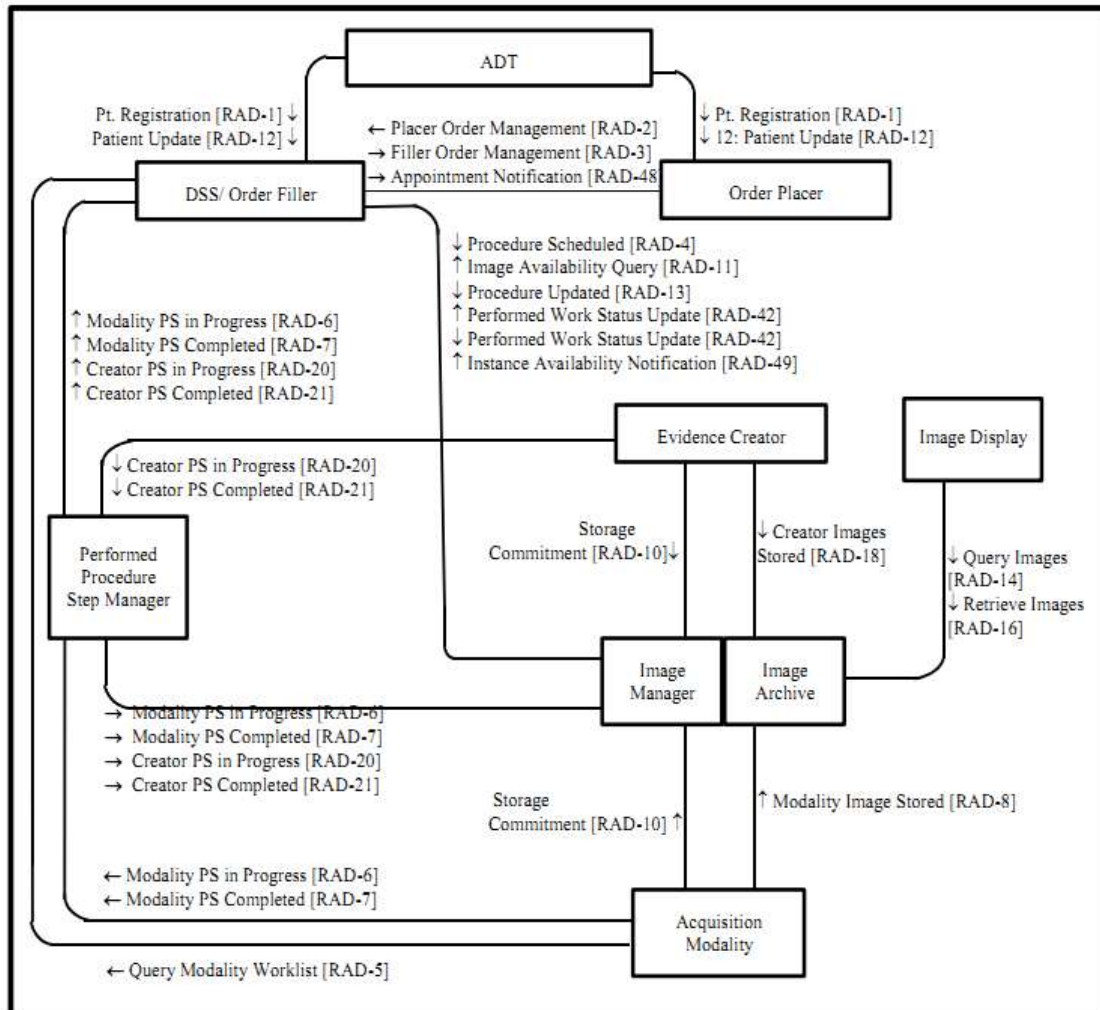 ADT
Pt. Registration [RAD-1] ↓
Patient Update [RAD-12] ↓
← Placer Order Management [RAD-2]
→ Filler Order Management [RAD-3]
→ Appointment Notification [RAD-48
↓ Pt. Registration [RAD-1]
↓ 12: Patient Update [RAD-12]
DSS/ Order Filler
Order Placer
↓ Procedure Scheduled [RAD-4]
↑ Image Availability Query [RAD-11]
↓ Procedure Updated [RAD-13]
↑ Performed Work Status Update [RAD-42]
↓ Performed Work Status Update [RAD-42]
↑ Instance Availability Notification [RAD-49]
↑ Modality PS in Progress [RAD-6]
↑ Modality PS Completed [RAD-7]
↑ Creator PS in Progress [RAD-20]
↑ Creator PS Completed [RAD-21]
Evidence Creator
Image Display
↓ Creator PS in Progress [RAD-20]
↓ Creator PS Completed [RAD-21]
Performed
Procedure
Step Manager
Storage
Commitment [RAD-10]↓
↓ Creator Images
Stored [RAD-18]
↓ Query Images
[RAD-14]
↓ Retrieve Images
[RAD-16]
Image
Manager
Image
Archive
→ Modality PS in Progress [RAD-6]
→ Modality PS Completed [RAD-7]
→ Creator PS in Progress [RAD-20]
→ Creator PS Completed [RAD-21]
Storage
Commitment [RAD-10] ↑
↑ Modality Image Stored [RAD-8]
← Modality PS in Progress [RAD-6]
← Modality PS Completed [RAD-7]
Acquisition
Modality
← Query Modality Worklist [RAD-5]